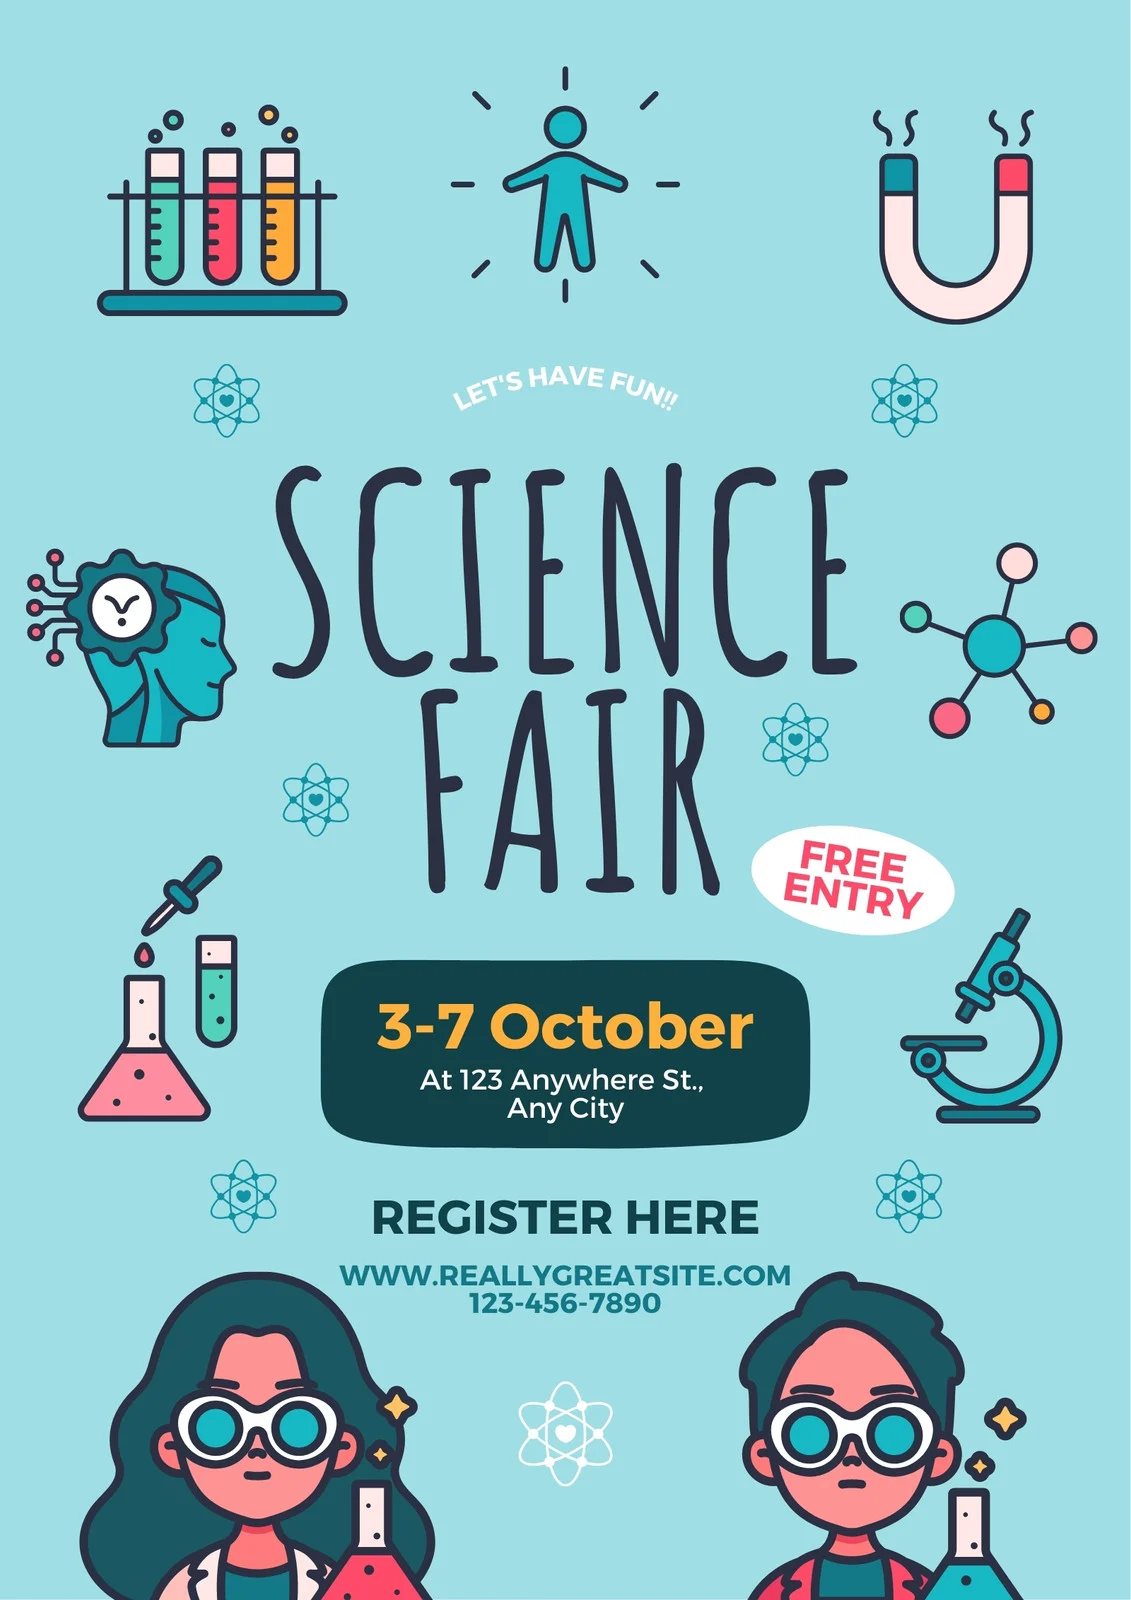 LET'S HAVE FUN!!
SCIENCE
FAIR
FREE
ENTRY
3-7 October
At 123 Anywhere St.,
Any City
REGISTER HERE
WWW.REALLYGREATSITE.COM
123-456-7890